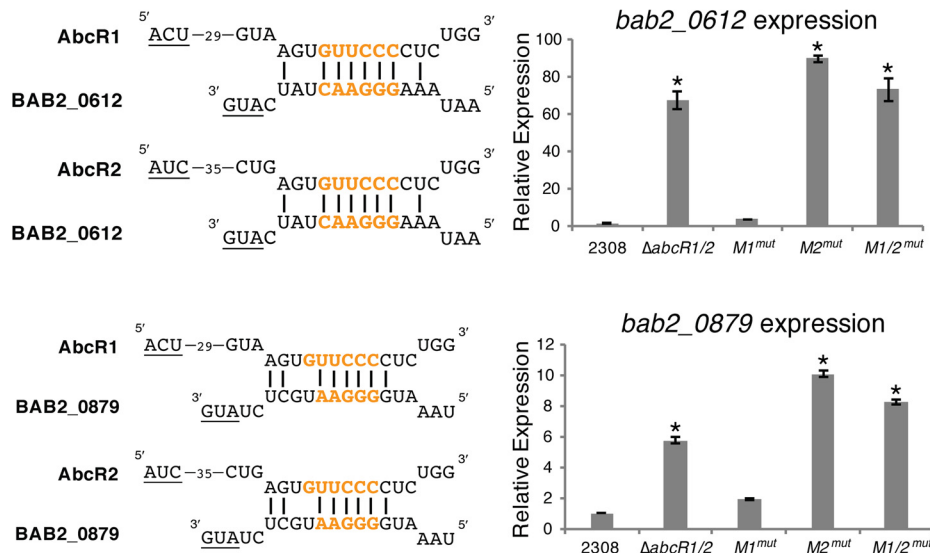 5′ 3′
AbcR1 ACU –29– GUA AGUGUUCCCCUC UGG
BAB2_0612 3′ GUAC UAUCAAGGGAAA UAA 5′
5′ 3′
AbcR2 AUC –35– CUG AGUGUUCCCCUC UGG
BAB2_0612 3′ GUAC UAUCAAGGGAAA UAA 5′
bab2_0612 expression
Relative Expression
100
80
60
40
20
0
* * *
2308 ΔabcR1/2 M1mut M2mut M1/2mut
5′ 3′
AbcR1 ACU –29– GUA AGUGUUCCCCUC UGG
BAB2_0879 3′ GUAUC UCGUAAGGGGUA AAU 5′
5′ 3′
AbcR2 AUC –35– CUG AGUGUUCCCCUC UGG
BAB2_0879 3′ GUAUC UCGUAAGGGGUA AAU 5′
bab2_0879 expression
Relative Expression
12
10
8
6
4
2
0
* * *
2308 ΔabcR1/2 M1mut M2mut M1/2mut